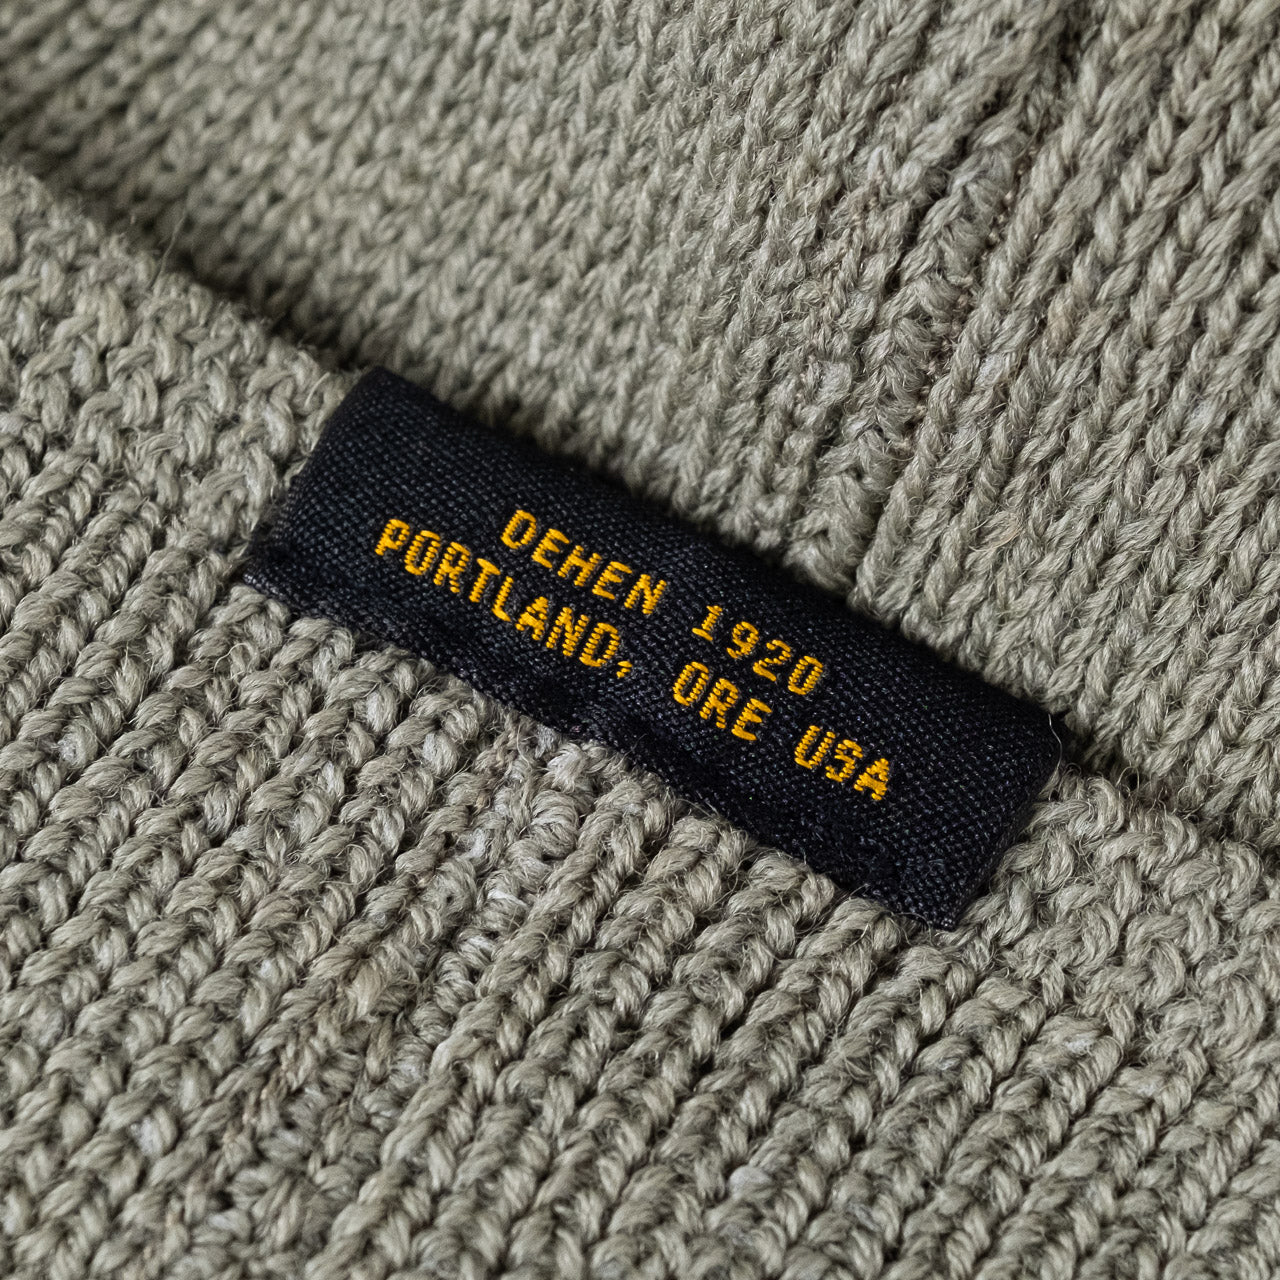 DEHEN 1920
PORTLAND, ORE USA